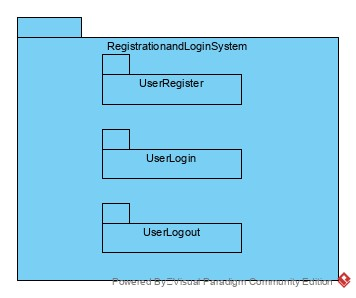 RegistrationandLoginSystem
UserRegister
UserLogin
UserLogout
Powered By Visual Paradigm Community Edition